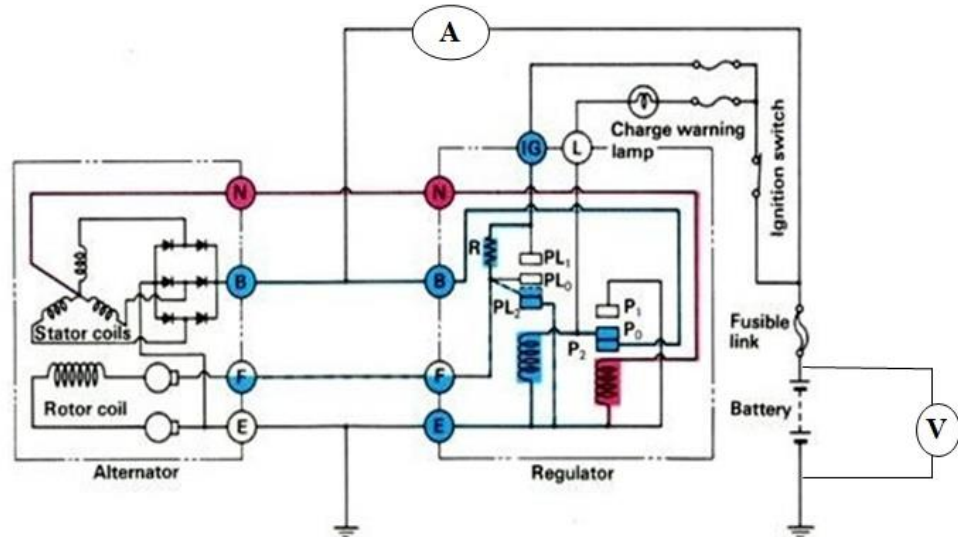 A
IG
L
Charge warning
lamp
Ignition switch
N
N
R
PL1
PL0
PL2
B
B
P1
P0
P2
Stator coils
Fusible
link
F
F
Rotor coil
E
E
Battery
V
Alternator
Regulator